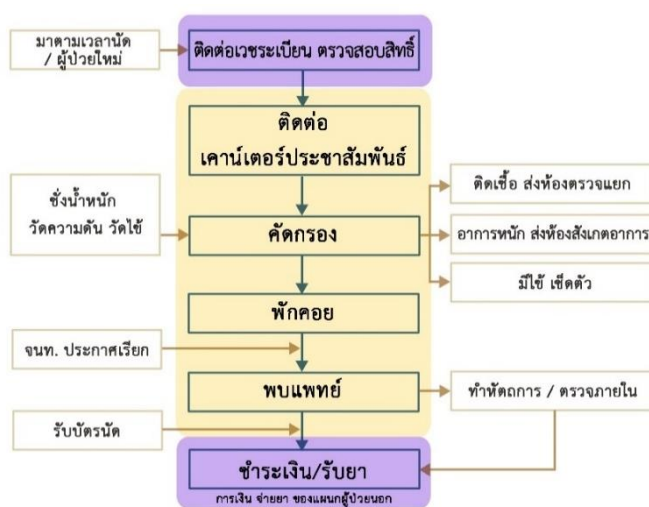 มาตามเวลานัด
/ ผู้ป่วยใหม่
ติดต่อเวชระเบียน ตรวจสอบสิทธิ์
ติดต่อ
เคาน์เตอร์ประชาสัมพันธ์
ชั่งน้ำหนัก
วัดความดัน วัดไข้
คัดกรอง
ติดเชื้อ ส่งห้องตรวจแยก
อาการหนัก ส่งห้องสังเกตอาการ
มีไข้ เช็ดตัว
พักคอย
จนท. ประกาศเรียก
พบแพทย์
ทำหัตถการ / ตรวจภายใน
รับบัตรนัด
ชำระเงิน/รับยา
การเงิน จ่ายยา ของแผนกผู้ป่วยนอก